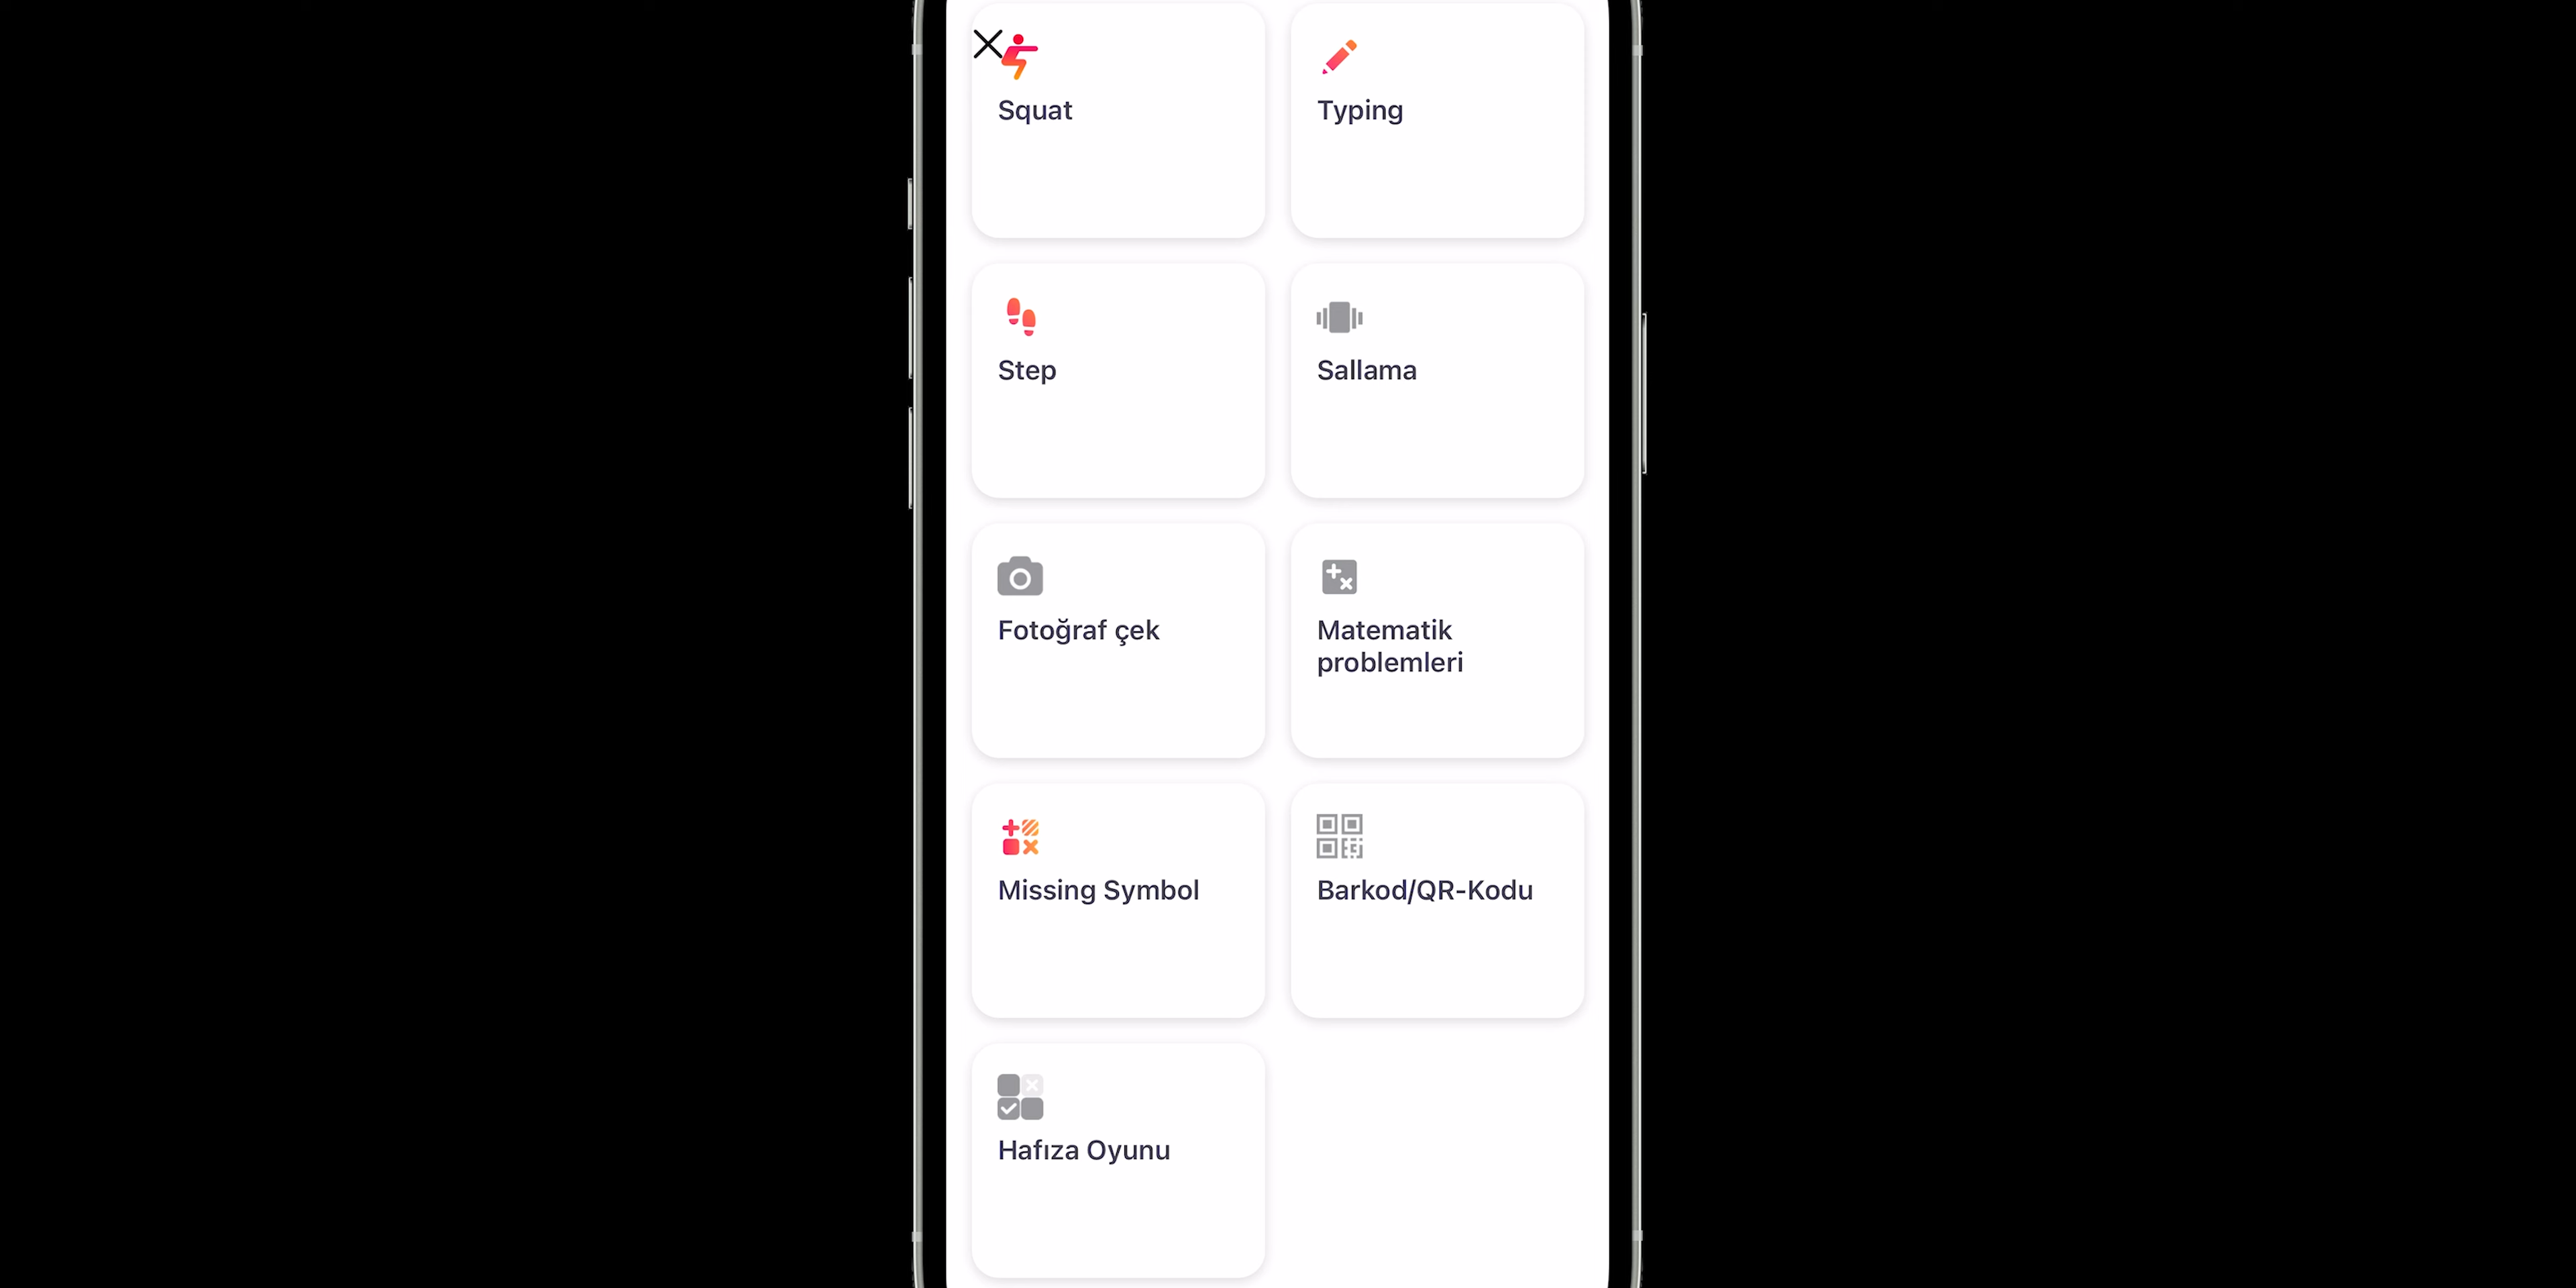 Squat
Typing
Step
Sallama
Fotoğraf çek
Matematik
problemleri
Missing Symbol
Barkod/QR-Kodu
Hafıza Oyunu